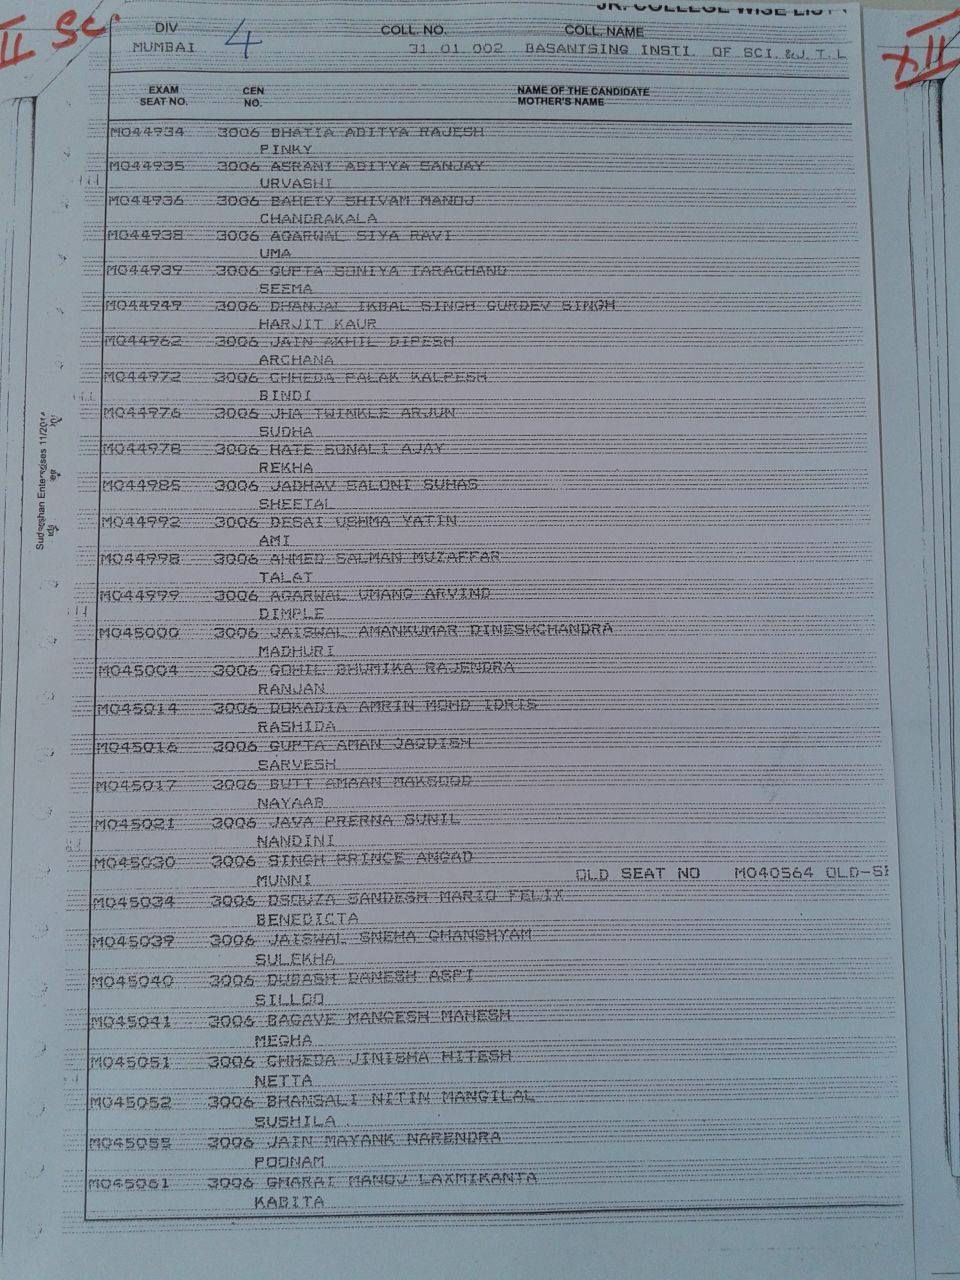 JR. COLLEGE WISE LIST
II SC
XII
DIV COLL. NO. COLL. NAME
MUMBAI 4 31.01.002 BASANTSING INSTI. OF SCI.&J.T.L
EXAM SEAT NO. CEN NO. NAME OF THE CANDIDATE MOTHER'S NAME
M044934 3006 BHATIA ADITYA RAJESH
PINKY
M044935 3006 ASRANI ADITYA SANJAY
URVASHI
M044936 3006 BAHETY SHIVAM MANOJ
CHANDRAKALA
M044938 3006 AGARWAL SIYA RAVI
UMA
M044939 3006 GUPTA SONIYA TARACHAND
SEEMA
M044949 3006 DHANJAL IKBAL SINGH GURDEV SINGH
HARJIT KAUR
M044962 3006 JAIN AKHIL DIPESH
ARCHANA
M044972 3006 CHHEDA PALAK KALPESH
BINDI
M044976 3006 JHA TWINKLE ARJUN
SUDHA
M044978 3006 HATE SONALI AJAY
REKHA
M044985 3006 JADHAV SALONI SUHAS
SHEETAL
M044992 3006 DESAI USHMA YATIN
AMI
M044998 3006 AHMED SALMAN MUZAFFAR
TALAT
M044999 3006 AGARWAL UMANG ARVIND
DIMPLE
M045000 3006 JAISWAL AMANKUMAR DINESHCHANDRA
MADHURI
M045004 3006 GOHIL BHUMIKA RAJENDRA
RANJAN
M045014 3006 DOKADIA AMRIN MOHD IDRIS
RASHIDA
M045016 3006 GUPTA AMAN JAGDISH
SARVESH
M045017 3006 BUTT AMAAN MAKSOOD
NAYAAB
M045021 3006 JAVA PRERNA SUNIL
NANDINI
M045030 3006 SINGH PRINCE ANGAD
MUNNI OLD SEAT NO M040564 OLD-SE
M045034 3006 DSOUZA SANDESH MARIO FELIX
BENEDICTA
M045039 3006 JAISWAL SNEHA GHANSHYAM
SULEKHA
M045040 3006 DUBASH DANESH ASPI
SILLOO
M045041 3006 BAGAVE MANGESH MAHESH
MEGHA
M045051 3006 CHHEDA JINISHA HITESH
NETTA
M045052 3006 BHANSALI NITIN MANGILAL
SUSHILA .
M045055 3006 JAIN MAYANK NARENDRA
POONAM
M045061 3006 GHARAI MANOJ LAXMIKANTA
KABITA
Sudarshan Enterprises 11/2014